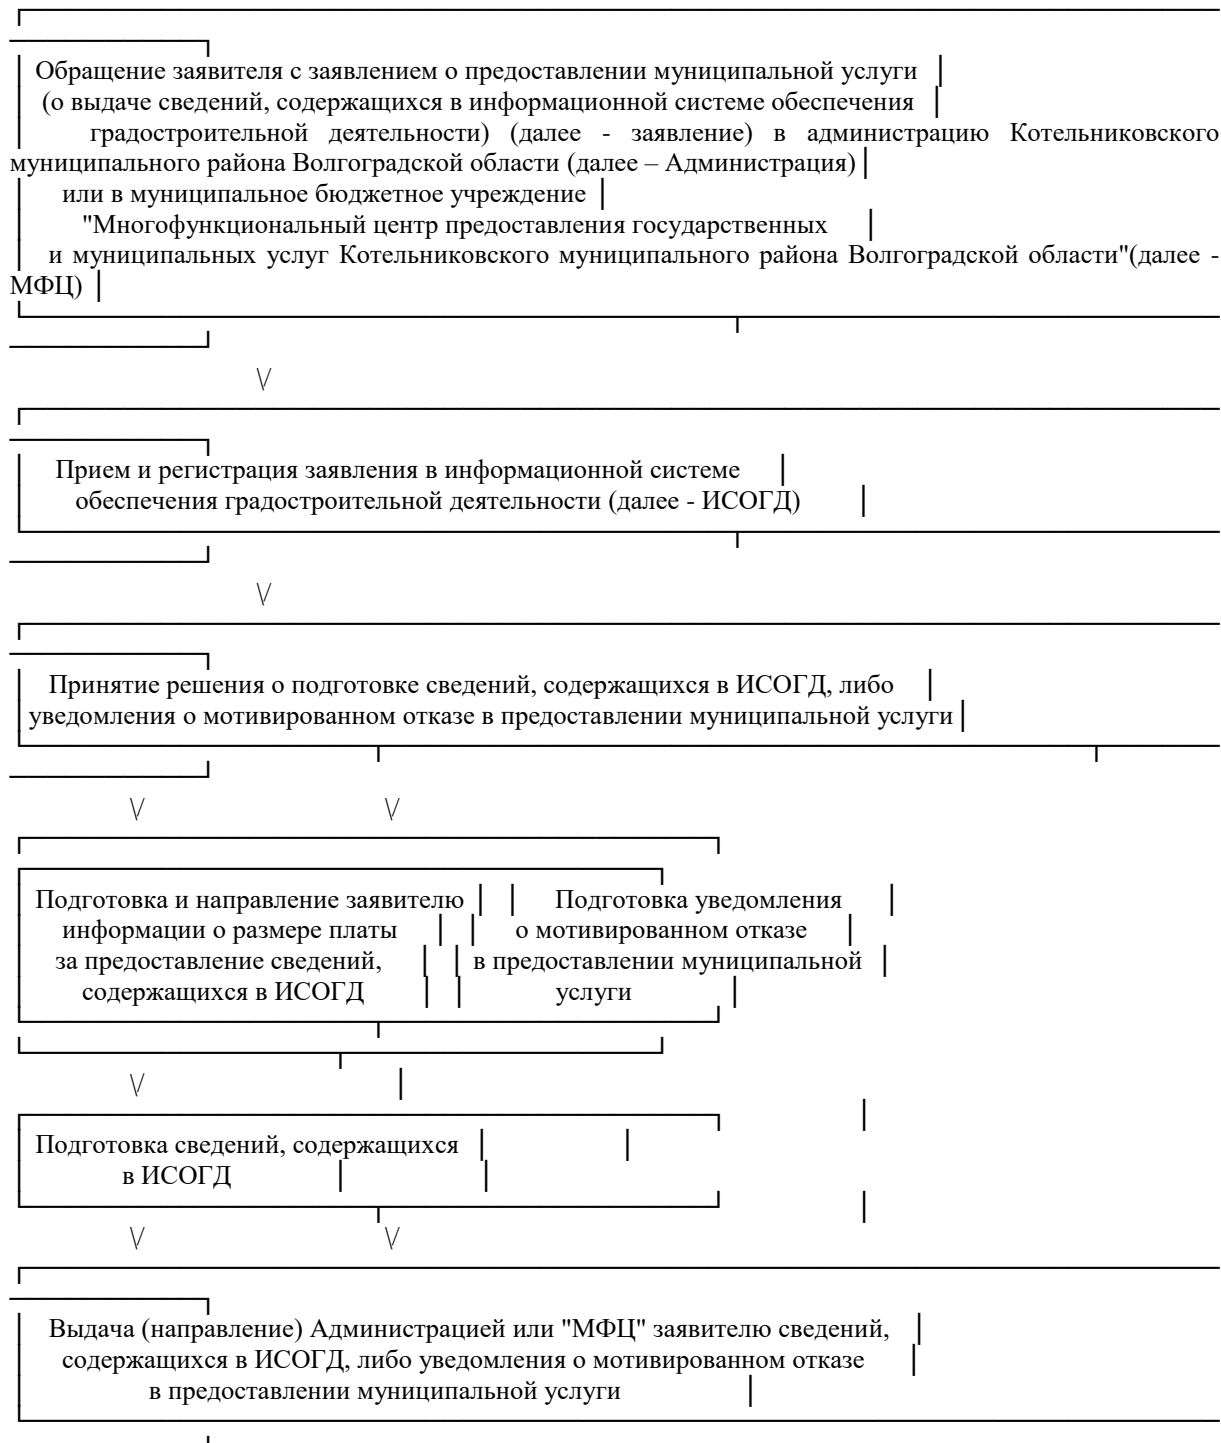 Обращение заявителя с заявлением о предоставлении муниципальной услуги
(о выдаче сведений, содержащихся в информационной системе обеспечения
градостроительной деятельности) (далее - заявление) в администрацию Котельниковского
муниципального района Волгоградской области (далее – Администрация)
или в муниципальное бюджетное учреждение
"Многофункциональный центр предоставления государственных
и муниципальных услуг Котельниковского муниципального района Волгоградской области"(далее -
МФЦ)
Прием и регистрация заявления в информационной системе
обеспечения градостроительной деятельности (далее - ИСОГД)
Принятие решения о подготовке сведений, содержащихся в ИСОГД, либо
уведомления о мотивированном отказе в предоставлении муниципальной услуги
Подготовка и направление заявителю
информации о размере платы
за предоставление сведений,
содержащихся в ИСОГД
Подготовка уведомления
о мотивированном отказе
в предоставлении муниципальной
услуги
Подготовка сведений, содержащихся
в ИСОГД
Выдача (направление) Администрацией или "МФЦ" заявителю сведений,
содержащихся в ИСОГД, либо уведомления о мотивированном отказе
в предоставлении муниципальной услуги